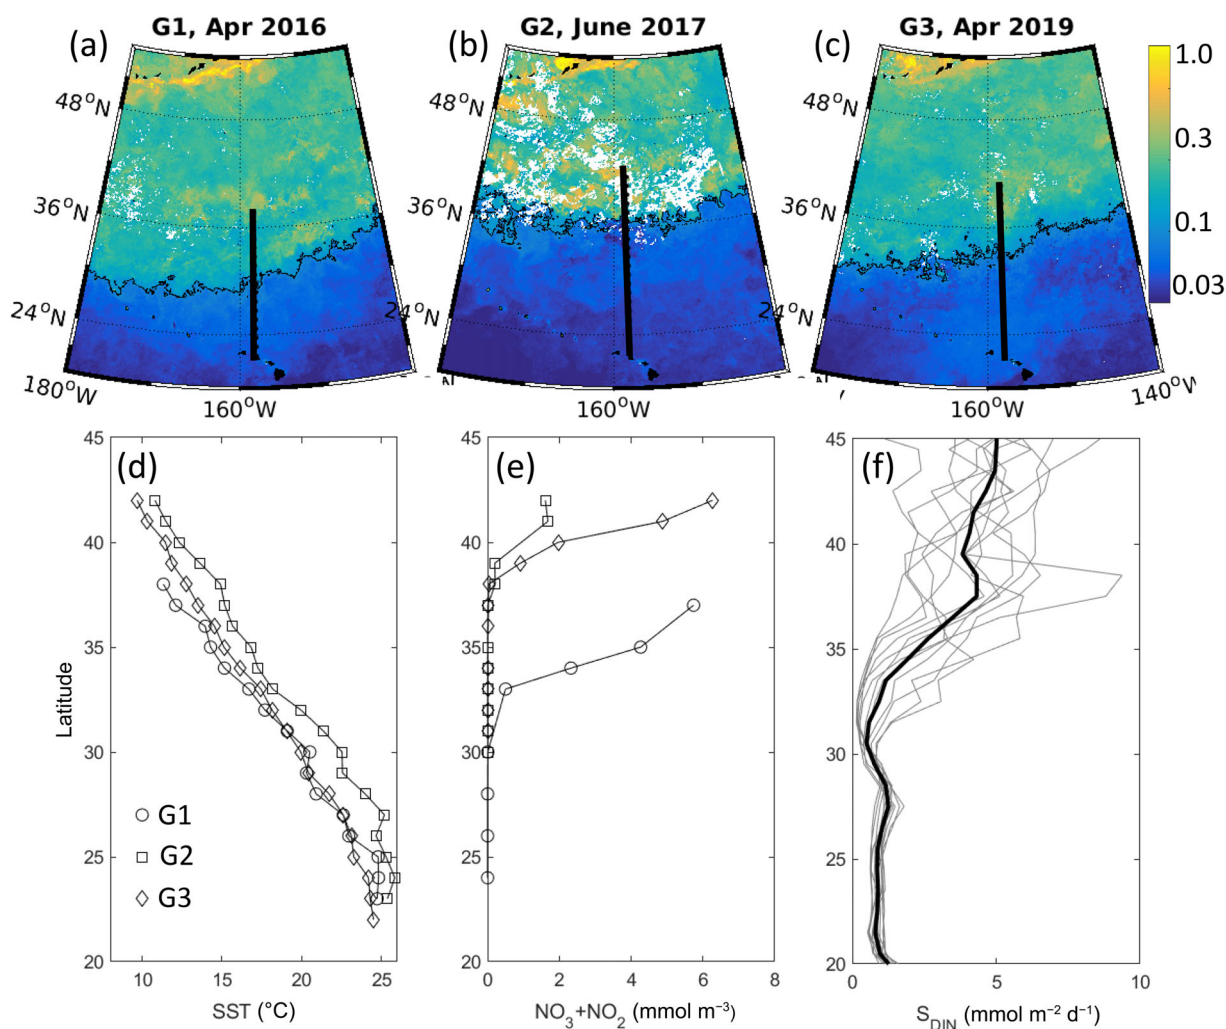 G1, Apr 2016
G2, June 2017
G3, Apr 2019
(a)
(b)
(c)
48°N
36°N
24°N
180°W
160°W
48°N
36°N
24°N
160°W
48°N
36°N
24°N
160°W
140°W
1.0
0.3
0.1
0.03
(d)
(e)
(f)
Latitude
45
40
35
30
25
20
10
15
20
25
SST (°C)
G1
G2
G3
45
40
35
30
25
20
0
2
4
6
8
NO₃+NO₂ (mmol m⁻³)
45
40
35
30
25
20
0
5
10
S_DIN (mmol m⁻² d⁻¹)